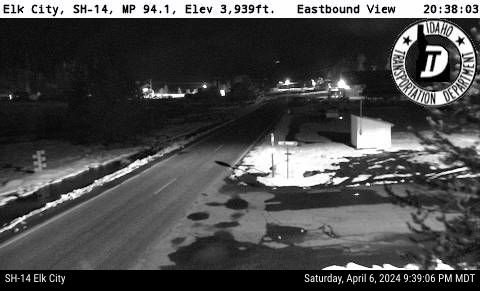 Elk City, SH-14, MP 94.1, Elev 3,939ft. Eastbound View 20:38:03
IDAHO
TRANSPORTATION DEPARTMENT
SH-14 Elk City Saturday, April 6, 2024 9:39:06 PM MDT